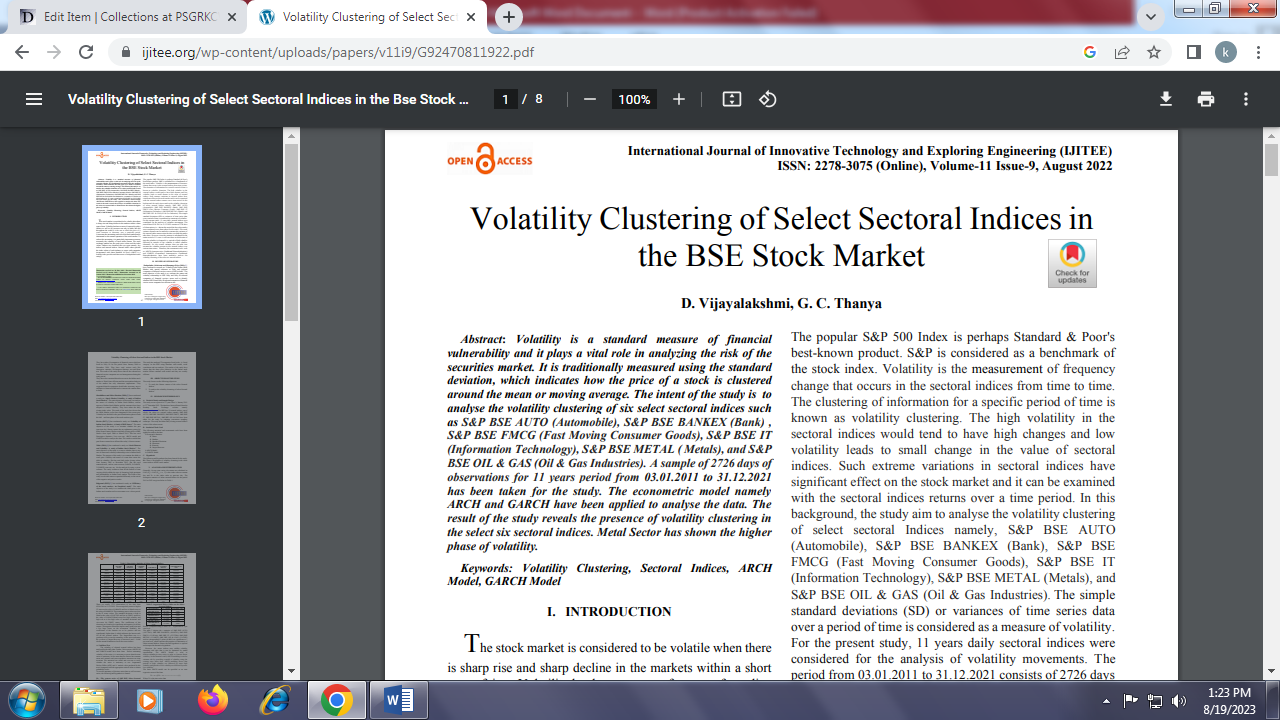 Edit Item | Collections at PSGRKC
Volatility Clustering of Select Sect
ijitee.org/wp-content/uploads/papers/v11i9/G92470811922.pdf
k
Volatility Clustering of Select Sectoral Indices in the Bse Stock ...
1 / 8
100%
1
2
OPEN ACCESS
International Journal of Innovative Technology and Exploring Engineering (IJITEE)
ISSN: 2278-3075 (Online), Volume-11 Issue-9, August 2022
Volatility Clustering of Select Sectoral Indices in
the BSE Stock Market
Check for
updates
D. Vijayalakshmi, G. C. Thanya
Abstract: Volatility is a standard measure of financial
vulnerability and it plays a vital role in analyzing the risk of the
securities market. It is traditionally measured using the standard
deviation, which indicates how the price of a stock is clustered
around the mean or moving average. The intent of the study is to
analyse the volatility clustering of six select sectoral indices such
as S&P BSE AUTO (Automobile), S&P BSE BANKEX (Bank) ,
S&P BSE FMCG (Fast Moving Consumer Goods), S&P BSE IT
(Information Technology), S&P BSE METAL ( Metals), and S&P
BSE OIL & GAS (Oil & Gas Industries). A sample of 2726 days of
observations for 11 years period from 03.01.2011 to 31.12.2021
has been taken for the study. The econometric model namely
ARCH and GARCH have been applied to analyse the data. The
result of the study reveals the presence of volatility clustering in
the select six sectoral indices. Metal Sector has shown the higher
phase of volatility.
Keywords: Volatility Clustering, Sectoral Indices, ARCH
Model, GARCH Model
I. INTRODUCTION
The stock market is considered to be volatile when there
is sharp rise and sharp decline in the markets within a short
The popular S&P 500 Index is perhaps Standard & Poor's
best-known product. S&P is considered as a benchmark of
the stock index. Volatility is the measurement of frequency
change that occurs in the sectoral indices from time to time.
The clustering of information for a specific period of time is
known as volatility clustering. The high volatility in the
sectoral indices would tend to have high changes and low
volatility leads to small change in the value of sectoral
indices. Such extreme variations in sectoral indices have
significant effect on the stock market and it can be examined
with the sectoral indices returns over a time period. In this
background, the study aim to analyse the volatility clustering
of select sectoral Indices namely, S&P BSE AUTO
(Automobile), S&P BSE BANKEX (Bank), S&P BSE
FMCG (Fast Moving Consumer Goods), S&P BSE IT
(Information Technology), S&P BSE METAL (Metals), and
S&P BSE OIL & GAS (Oil & Gas Industries). The simple
standard deviations (SD) or variances of time series data
over a period of time is considered as a measure of volatility.
For the present study, 11 years daily sectoral indices were
considered for the analysis of volatility movements. The
period from 03.01.2011 to 31.12.2021 consists of 2726 days
1:23 PM
8/19/2023